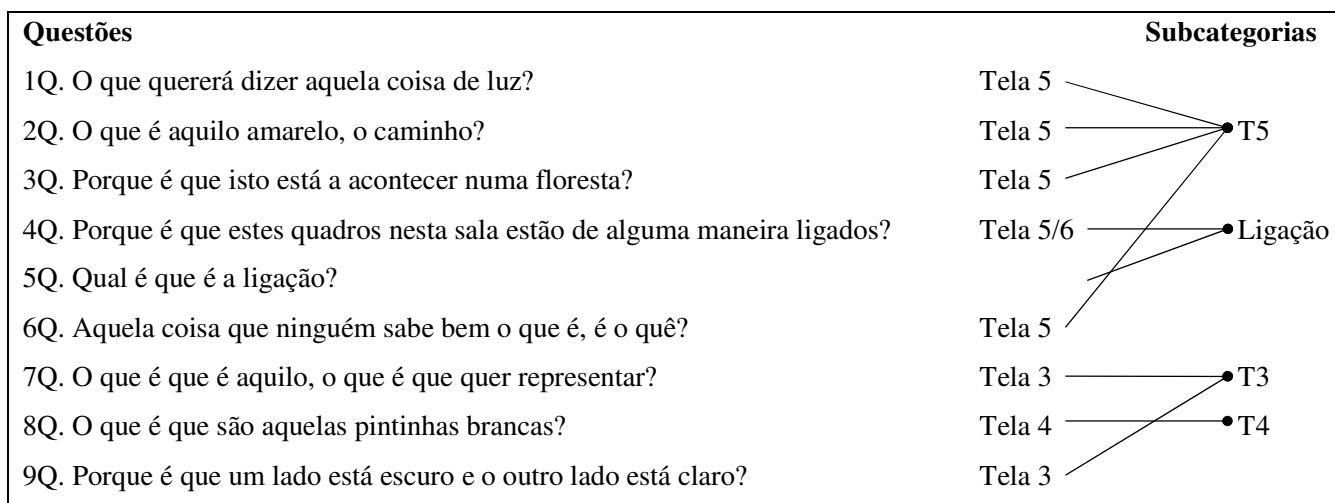 Questões Subcategorias
1Q. O que quererá dizer aquela coisa de luz? Tela 5
2Q. O que é aquilo amarelo, o caminho? Tela 5 T5
3Q. Porque é que isto está a acontecer numa floresta? Tela 5
4Q. Porque é que estes quadros nesta sala estão de alguma maneira ligados? Tela 5/6 Ligação
5Q. Qual é que é a ligação?
6Q. Aquela coisa que ninguém sabe bem o que é, é o quê? Tela 5
7Q. O que é que é aquilo, o que é que quer representar? Tela 3 T3
8Q. O que é que são aquelas pintinhas brancas? Tela 4 T4
9Q. Porque é que um lado está escuro e o outro lado está claro? Tela 3